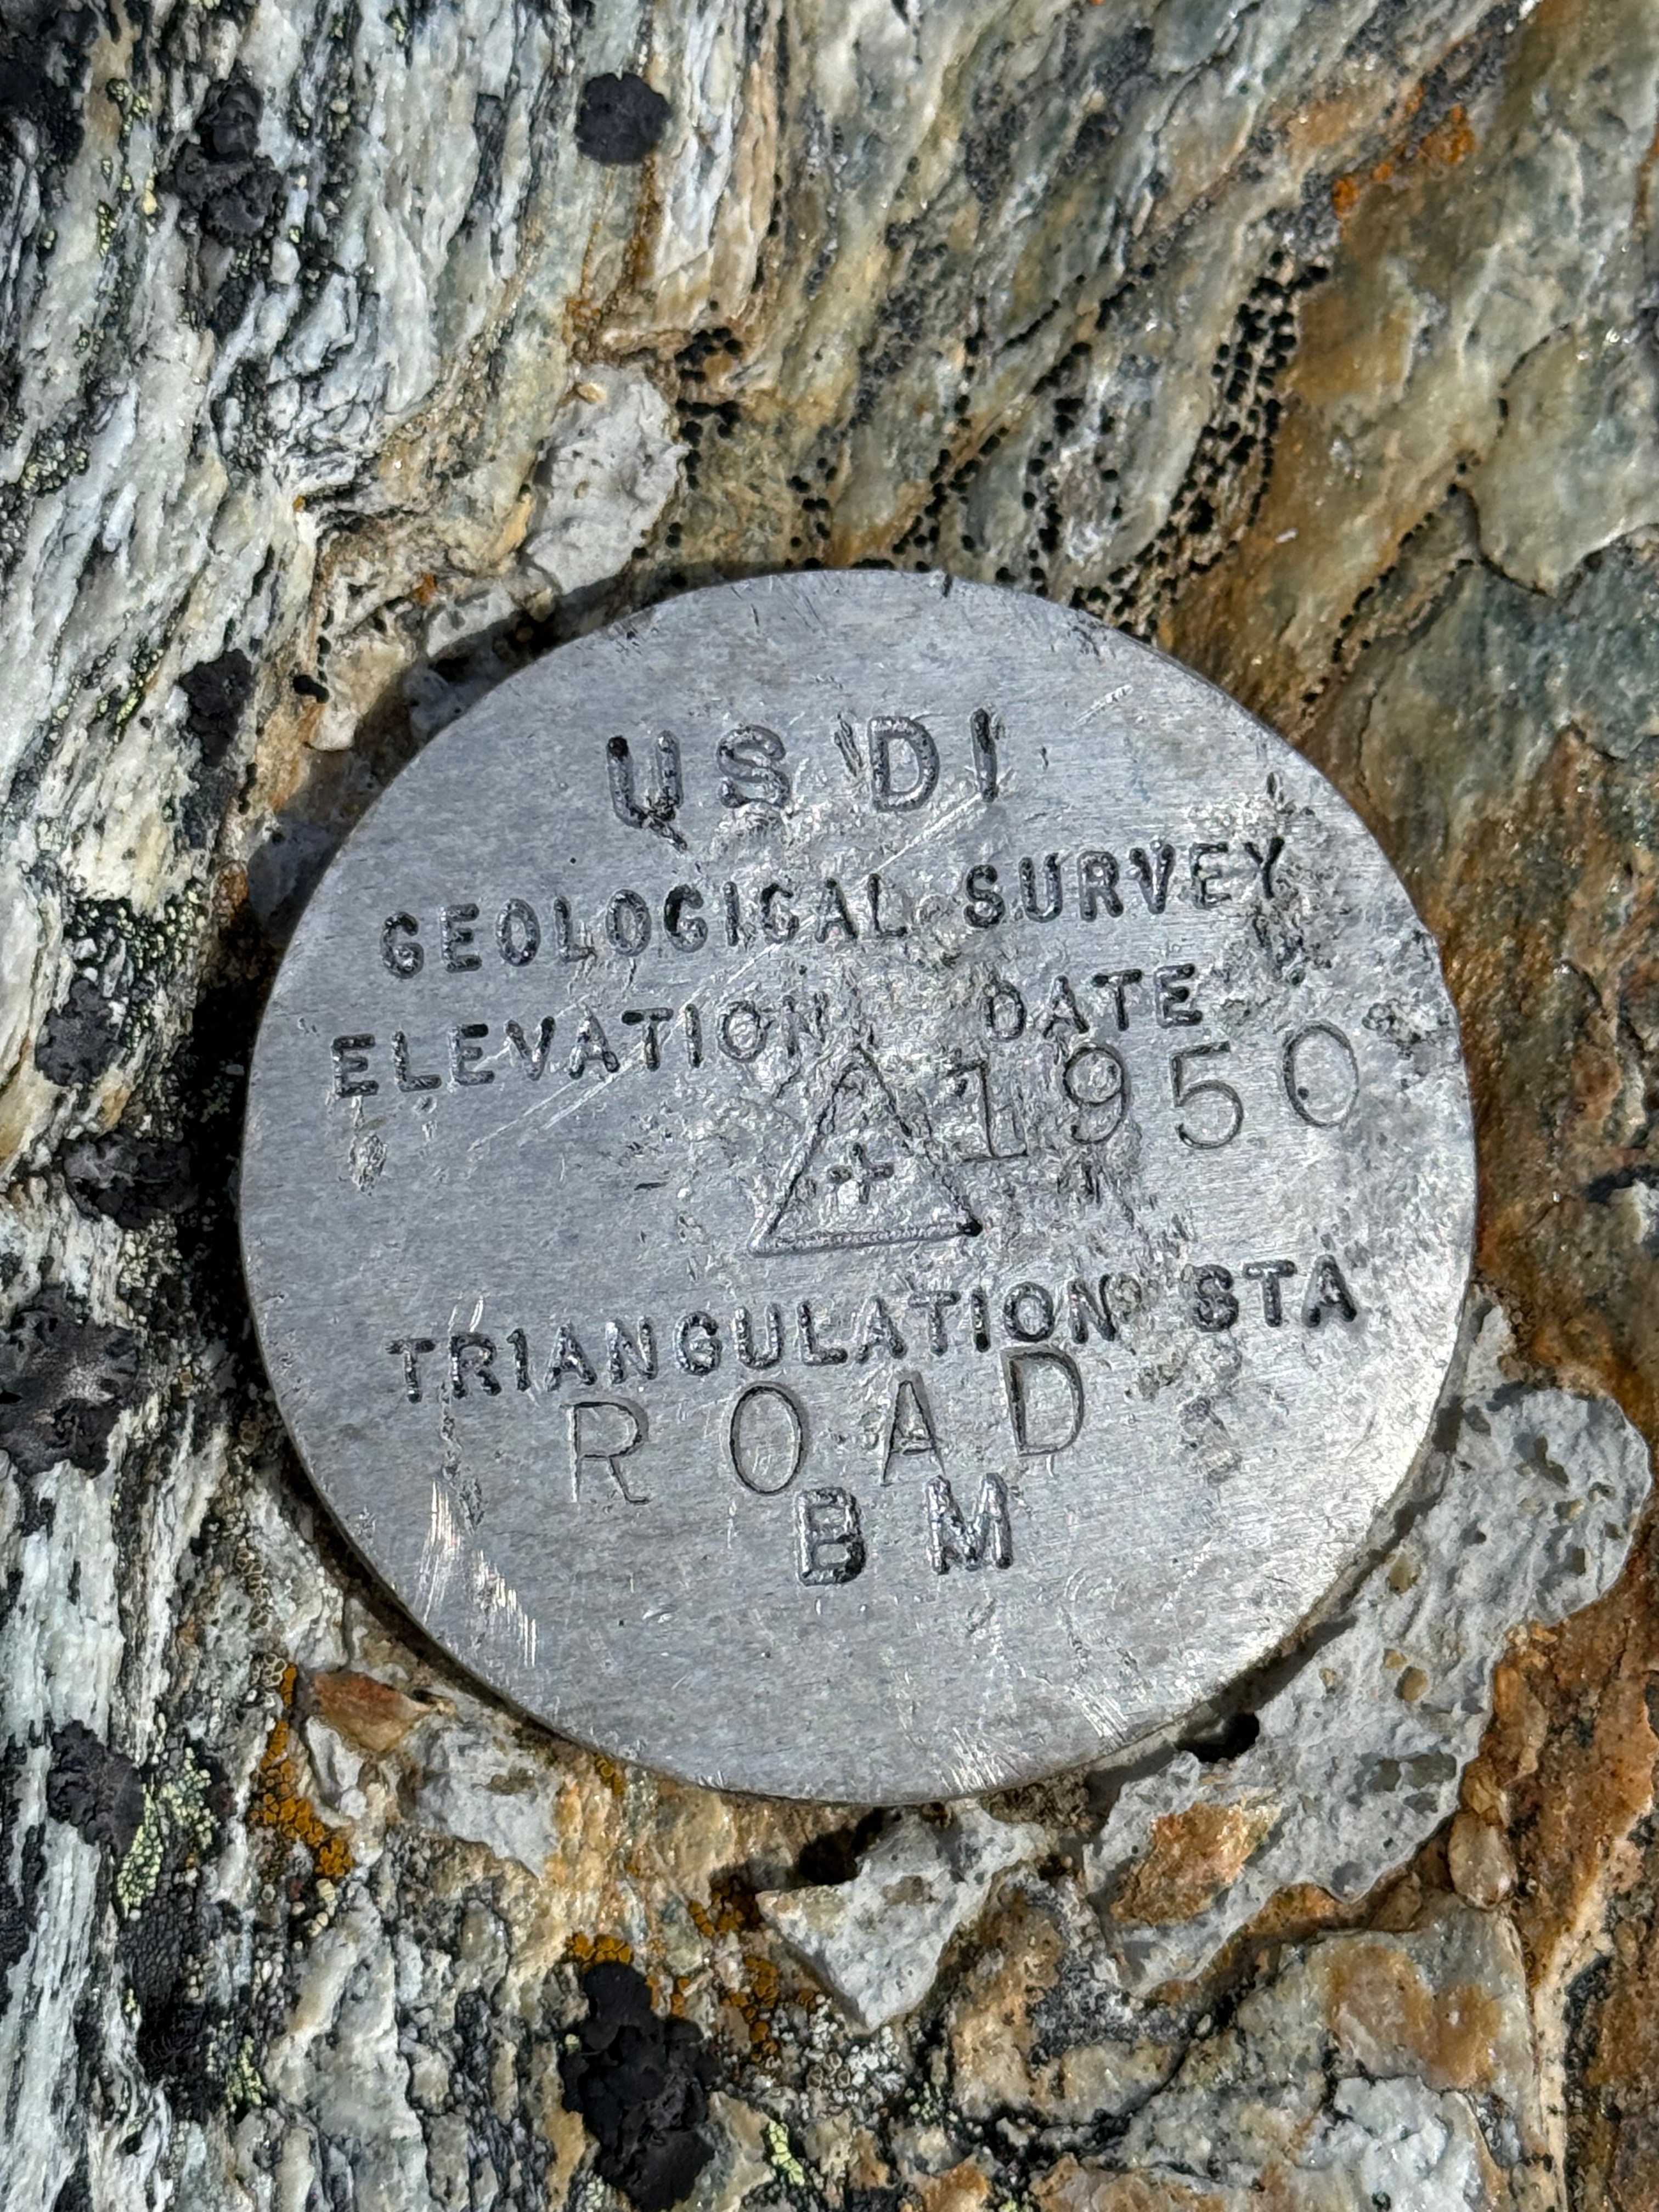 US DI
GEOLOGICAL SURVEY
ELEVATION DATE
1950
TRIANGULATION STA
ROAD
BM